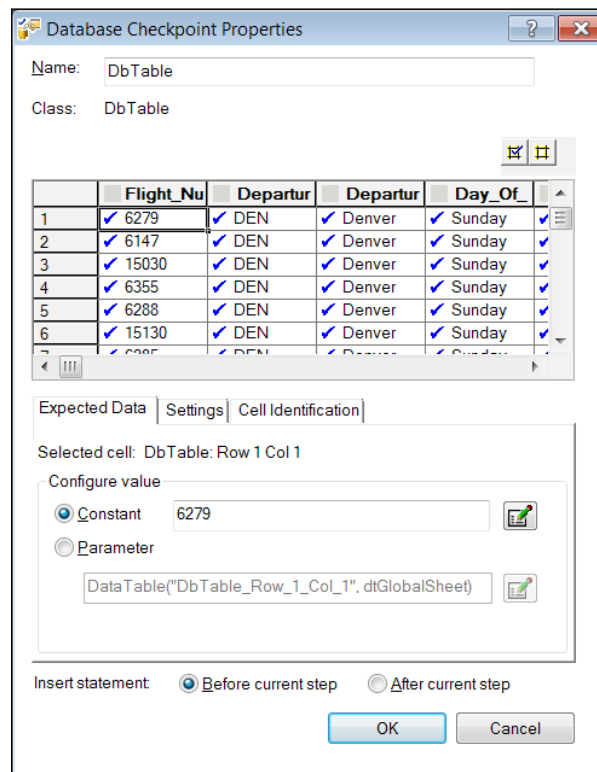 Database Checkpoint Properties
Name: DbTable
Class: DbTable
Flight_Nu Departur Departur Day_Of_
1 6279 DEN Denver Sunday
2 6147 DEN Denver Sunday
3 15030 DEN Denver Sunday
4 6355 DEN Denver Sunday
5 6288 DEN Denver Sunday
6 15130 DEN Denver Sunday
Expected Data Settings Cell Identification
Selected cell: DbTable: Row 1 Col 1
Configure value
Constant 6279
Parameter
DataTable("DbTable_Row_1_Col_1", dtGlobalSheet)
Insert statement: Before current step After current step
OK Cancel